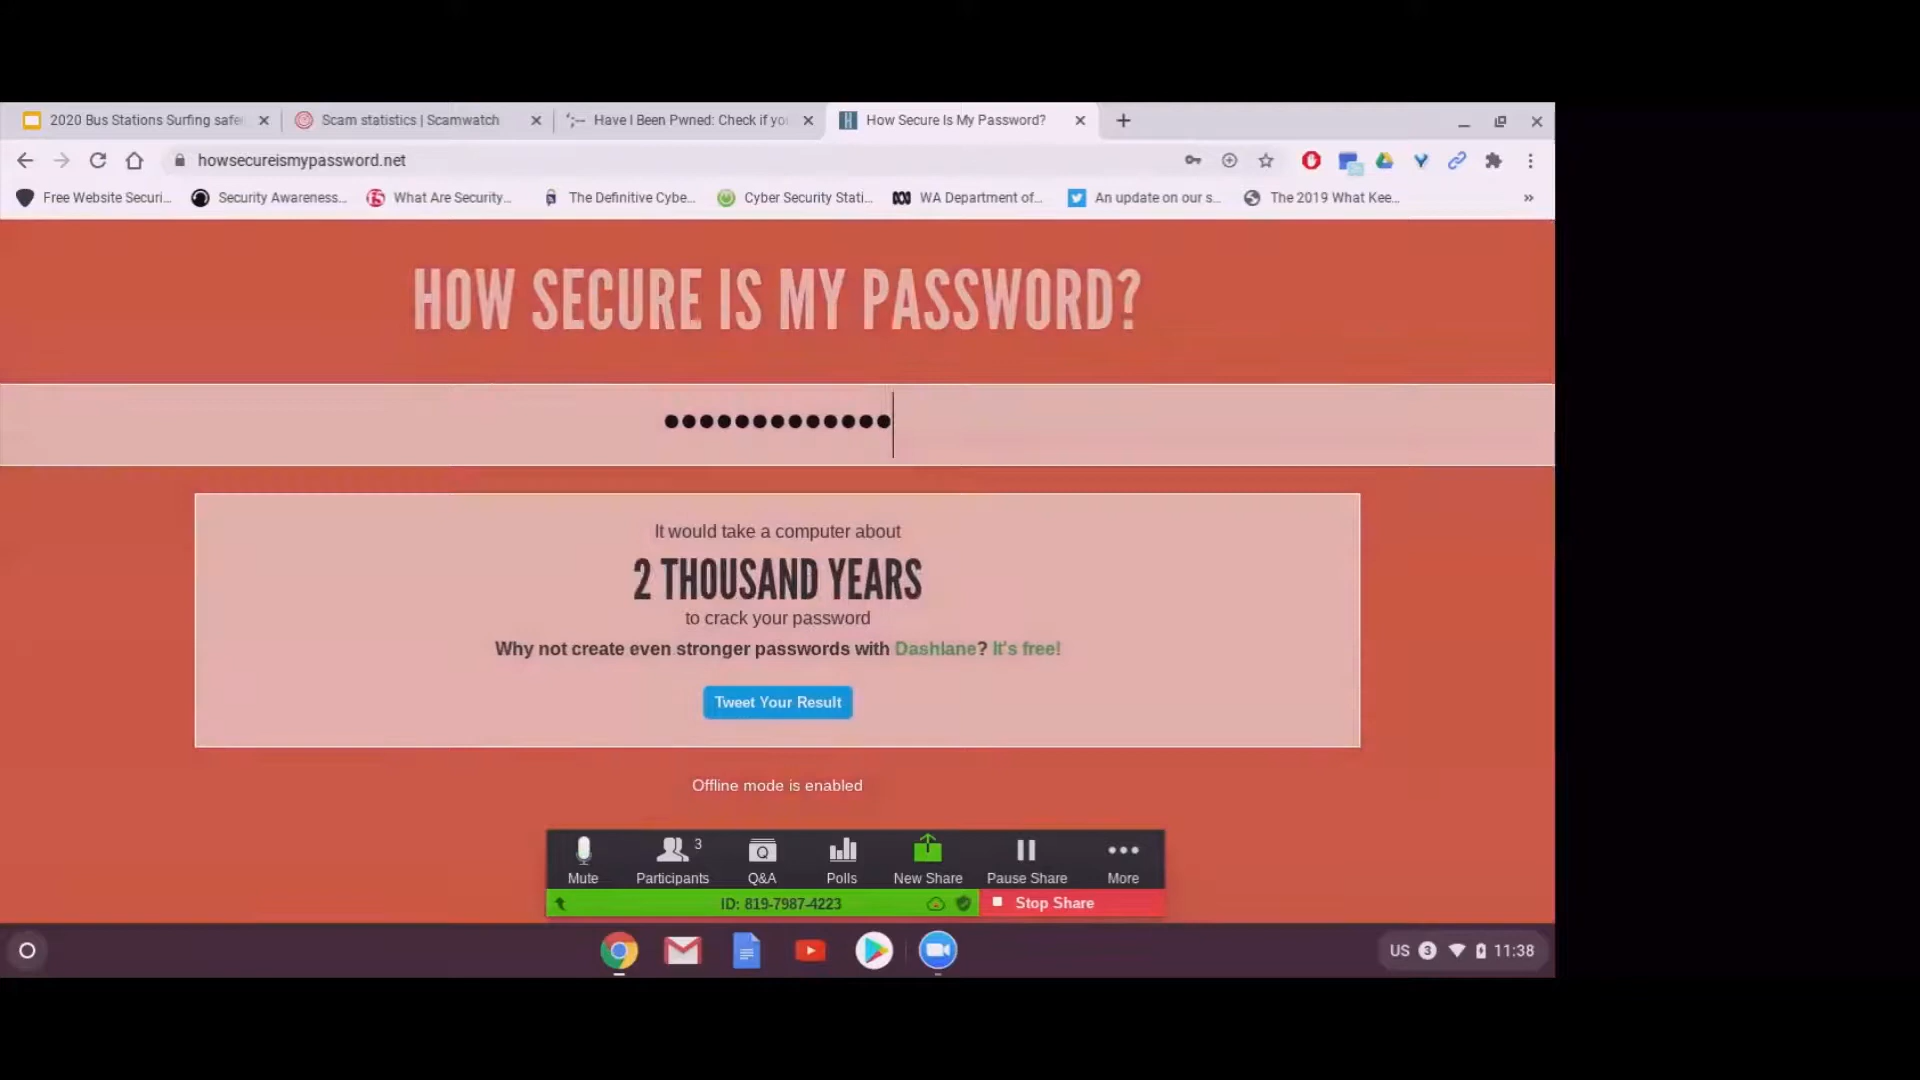 2020 Bus Stations Surfing safe
Scam statistics | Scamwatch
Have I Been Pwned: Check if yo
How Secure Is My Password?
howsecureismypassword.net
Free Website Securi...
Security Awareness...
What Are Security...
The Definitive Cybe...
Cyber Security Stati...
WA Department of...
An update on our s...
The 2019 What Kee...
»
HOW SECURE IS MY PASSWORD?
●●●●●●●●●●●●●
It would take a computer about
2 THOUSAND YEARS
to crack your password
Why not create even stronger passwords with Dashlane? It's free!
Tweet Your Result
Offline mode is enabled
3
Q
Mute
Participants
Q&A
Polls
New Share
Pause Share
More
ID: 819-7987-4223
Stop Share
US 3 11:38